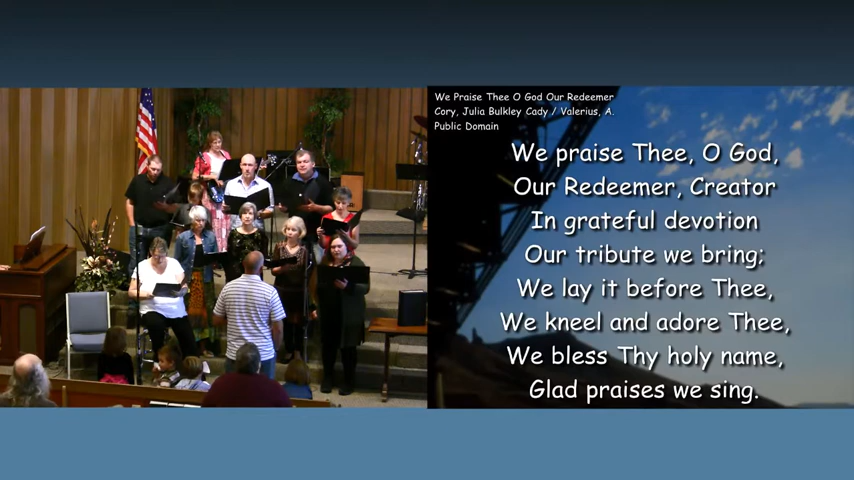 We Praise Thee O God Our Redeemer
Cory, Julia Bulkley Cady / Valerius, A.
Public Domain
We praise Thee, O God,
Our Redeemer, Creator
In grateful devotion
Our tribute we bring;
We lay it before Thee,
We kneel and adore Thee,
We bless Thy holy name,
Glad praises we sing.